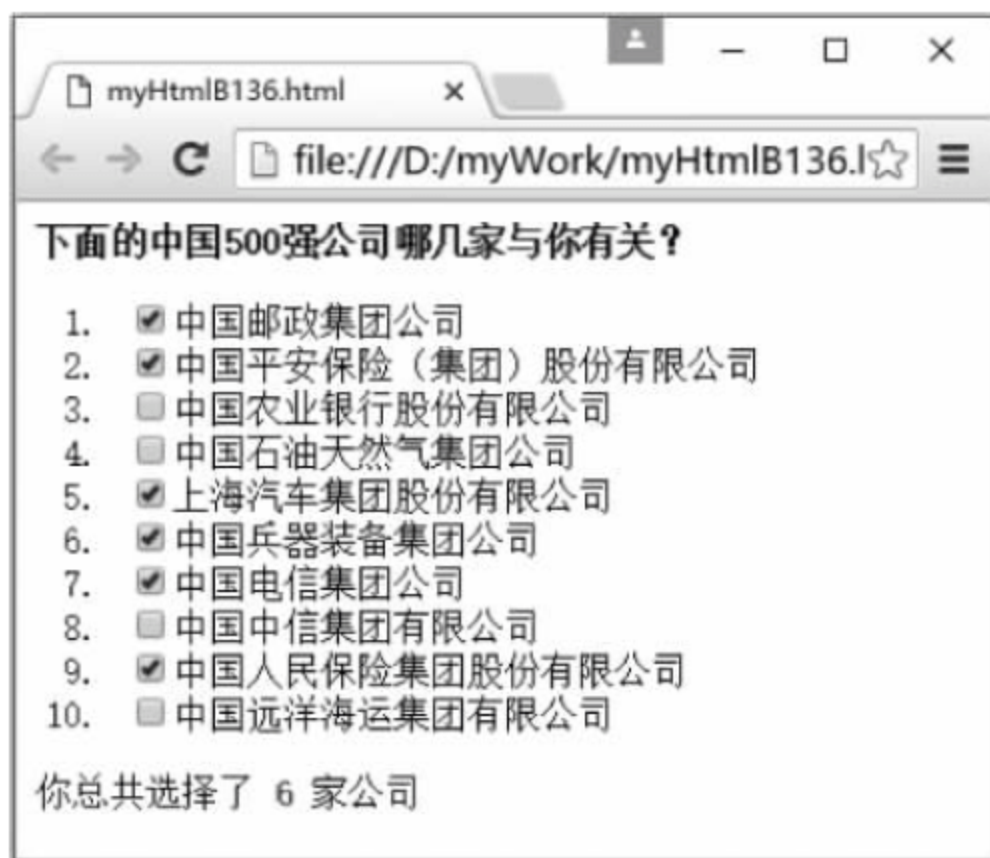 myHtmlB136.html
file:///D:/myWork/myHtmlB136.l
下面的中国500强公司哪几家与你有关？
1. 中国邮政集团公司
2. 中国平安保险（集团）股份有限公司
3. 中国农业银行股份有限公司
4. 中国石油天然气集团公司
5. 上海汽车集团股份有限公司
6. 中国兵器装备集团公司
7. 中国电信集团公司
8. 中国中信集团有限公司
9. 中国人民保险集团股份有限公司
10. 中国远洋海运集团有限公司
你总共选择了 6 家公司